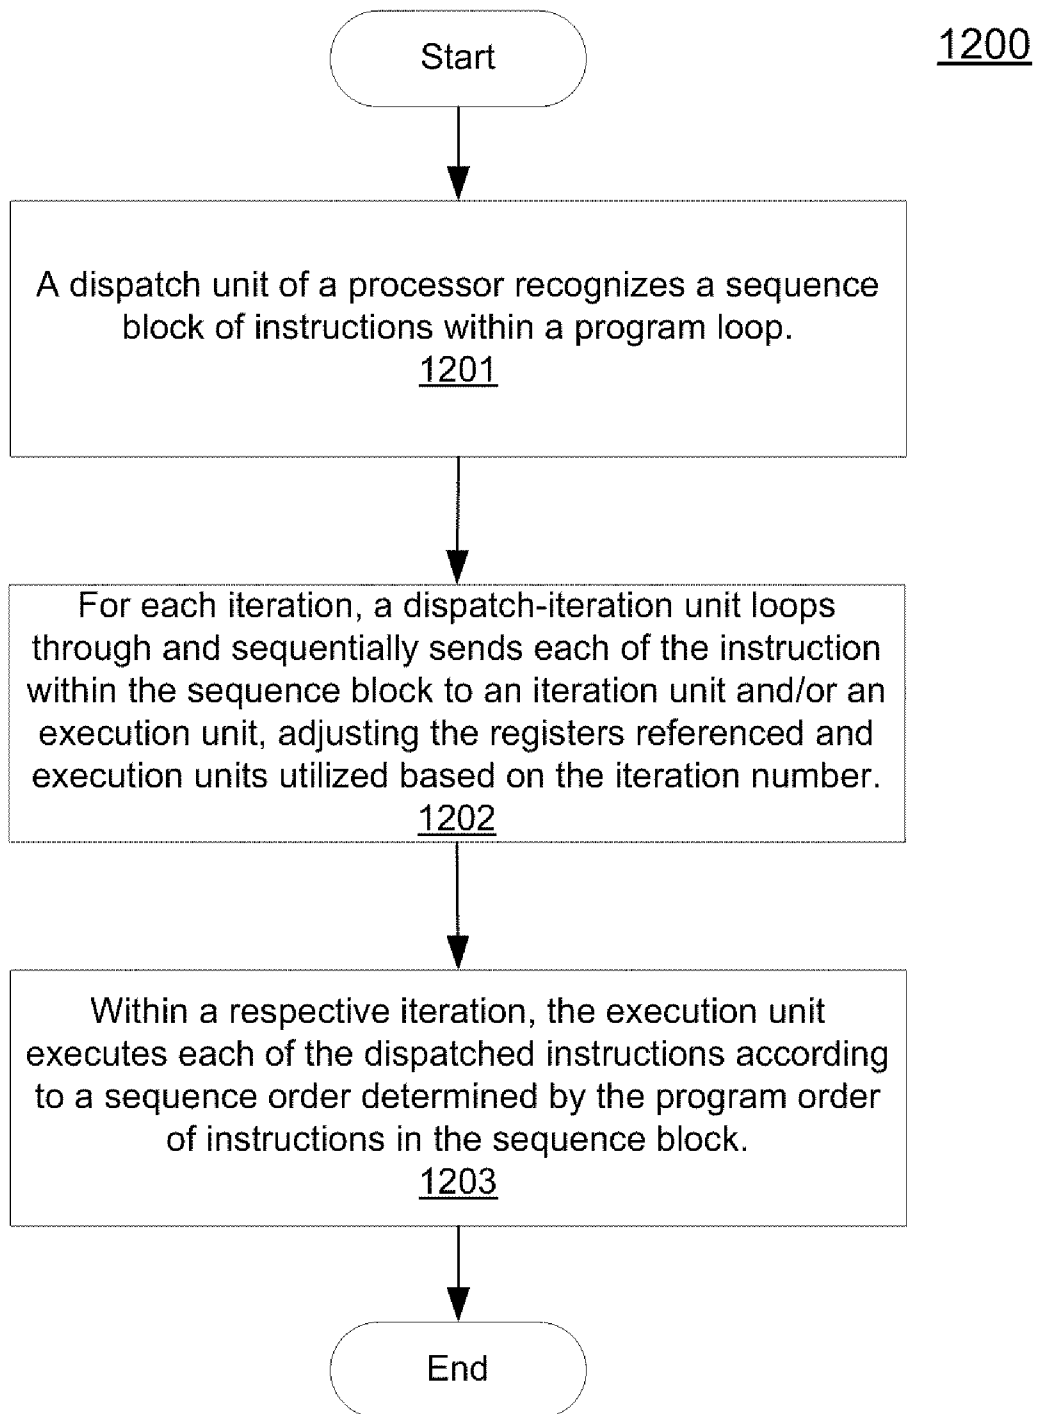 Start
1200
A dispatch unit of a processor recognizes a sequence
block of instructions within a program loop.
1201
For each iteration, a dispatch-iteration unit loops
through and sequentially sends each of the instruction
within the sequence block to an iteration unit and/or an
execution unit, adjusting the registers referenced and
execution units utilized based on the iteration number.
1202
Within a respective iteration, the execution unit
executes each of the dispatched instructions according
to a sequence order determined by the program order
of instructions in the sequence block.
1203
End